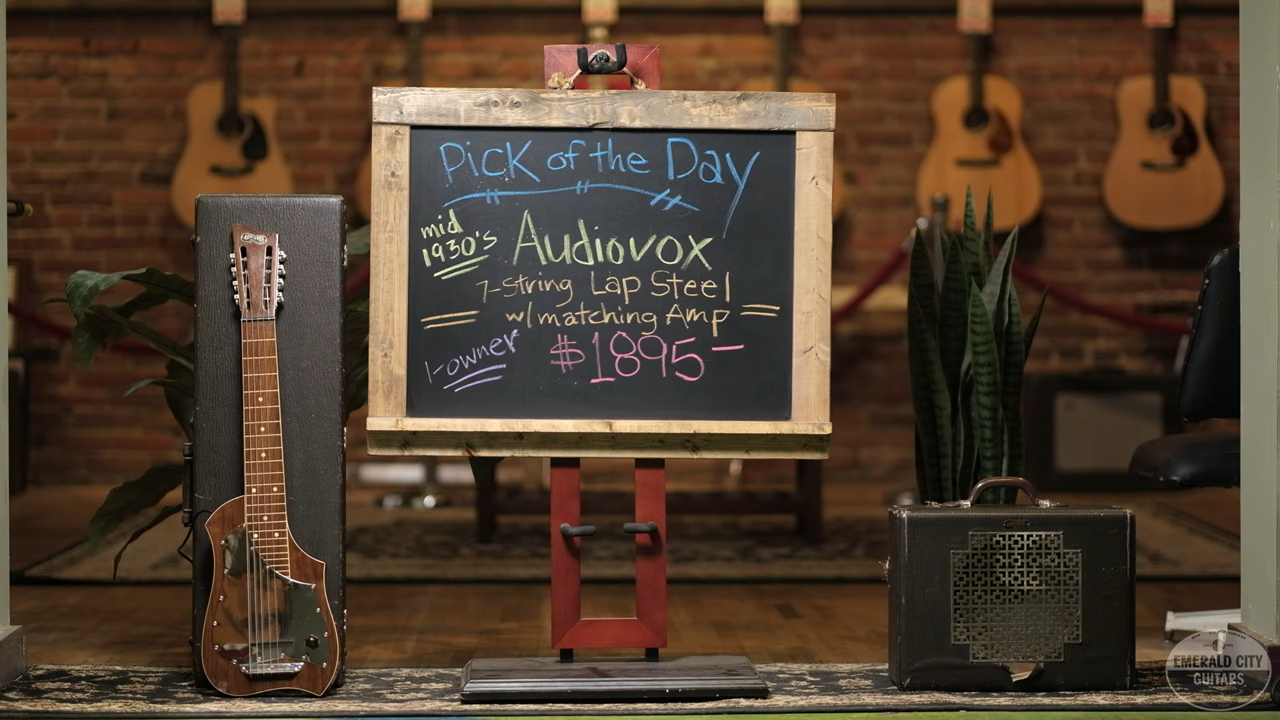 Pick of the Day
mid
1930's
Audiovox
7-String Lap Steel
w/matching Amp
1-owner
$1895-
EMERALD CITY
GUITARS